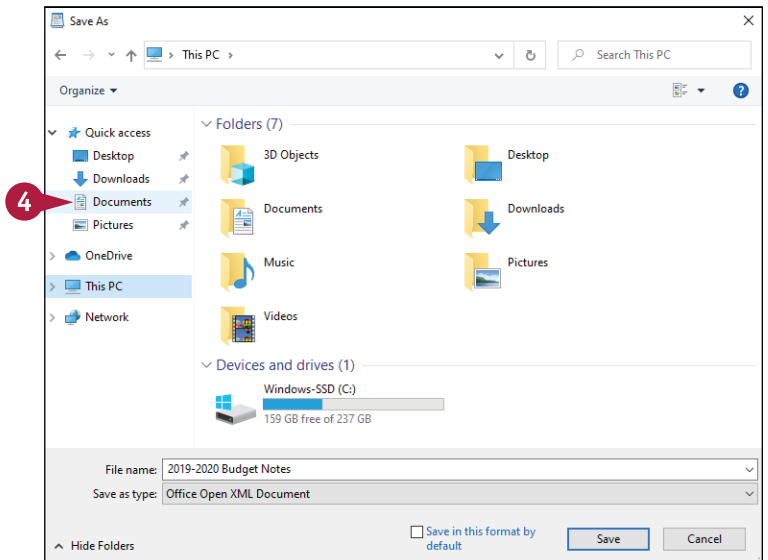 Save As
This PC
Search This PC
Organize
?
Quick access
Desktop
Downloads
4
Documents
Pictures
OneDrive
This PC
Network
Folders (7)
3D Objects
Desktop
Documents
Downloads
Music
Pictures
Videos
Devices and drives (1)
Windows-SSD (C:)
159 GB free of 237 GB
File name: 2019-2020 Budget Notes
Save as type: Office Open XML Document
Hide Folders
Save in this format by
default
Save
Cancel